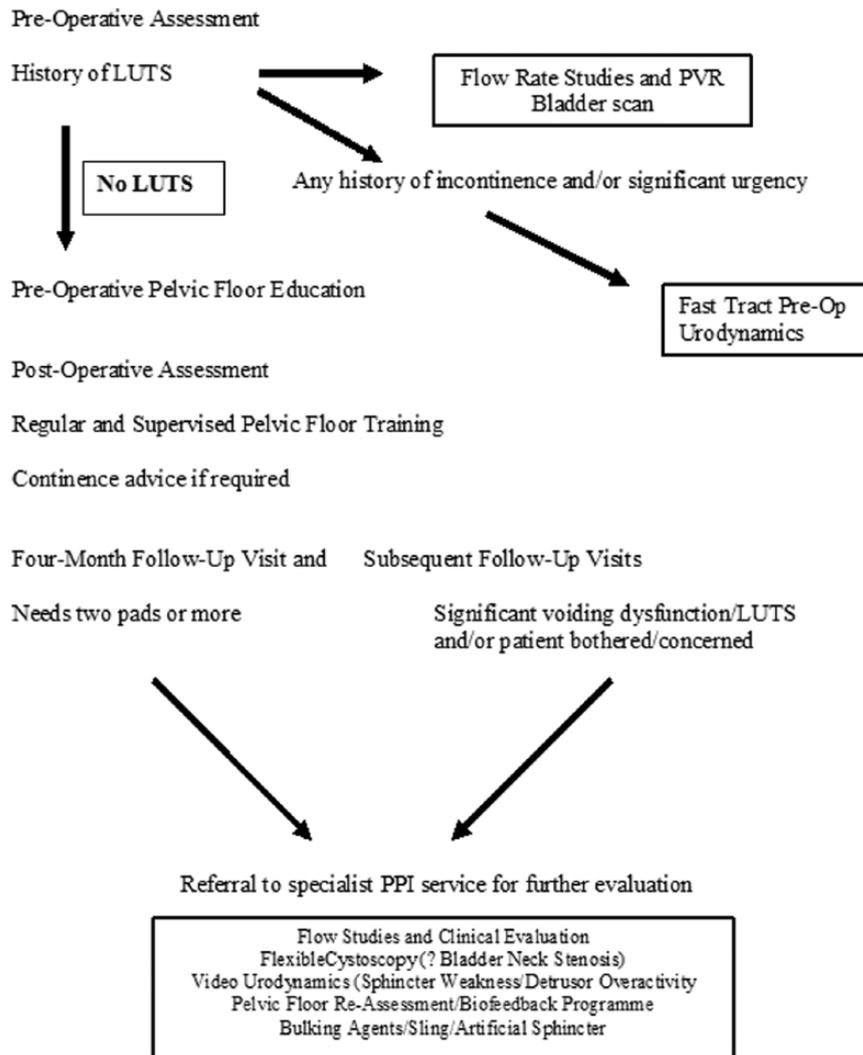 Pre-Operative Assessment
History of LUTS
Flow Rate Studies and PVR
Bladder scan
No LUTS
Any history of incontinence and/or significant urgency
Pre-Operative Pelvic Floor Education
Fast Tract Pre-Op
Urodynamics
Post-Operative Assessment
Regular and Supervised Pelvic Floor Training
Continence advice if required
Four-Month Follow-Up Visit and Subsequent Follow-Up Visits
Needs two pads or more
Significant voiding dysfunction/LUTS
and/or patient bothered/concerned
Referral to specialist PPI service for further evaluation
Flow Studies and Clinical Evaluation
FlexibleCystoscopy(? Bladder Neck Stenosis)
Video Urodynamics (Sphincter Weakness/Detrusor Overactivity
Pelvic Floor Re-Assessment/Biofeedback Programme
Bulking Agents/Sling/Artificial Sphincter